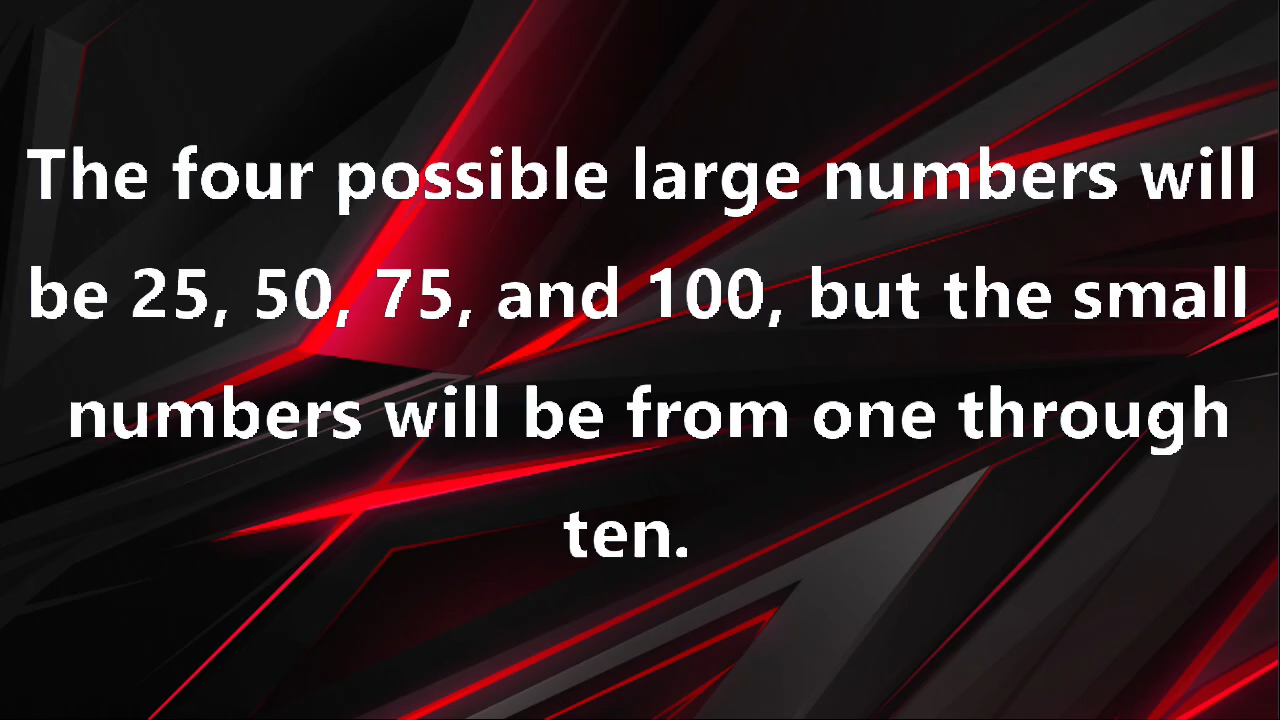 The four possible large numbers will
be 25, 50, 75, and 100, but the small
numbers will be from one through
ten.